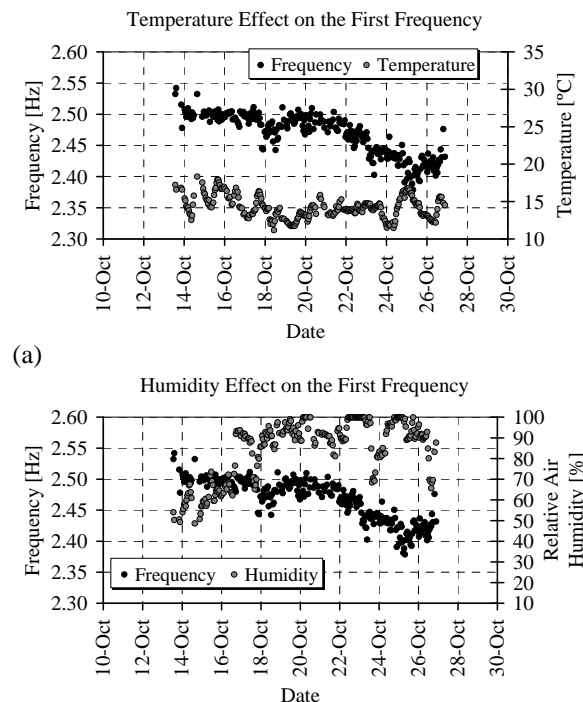 Temperature Effect on the First Frequency
2.60
2.55
2.50
2.45
2.40
2.35
2.30
Frequency [Hz]
Frequency
Temperature
35
30
25
20
15
10
Temperature [ºC]
10-Oct
12-Oct
14-Oct
16-Oct
18-Oct
20-Oct
22-Oct
24-Oct
26-Oct
28-Oct
30-Oct
Date
(a)
Humidity Effect on the First Frequency
2.60
2.55
2.50
2.45
2.40
2.35
2.30
Frequency [Hz]
Frequency
Humidity
100
90
80
70
60
50
40
30
20
10
Relative Air
Humidity [%]
10-Oct
12-Oct
14-Oct
16-Oct
18-Oct
20-Oct
22-Oct
24-Oct
26-Oct
28-Oct
30-Oct
Date